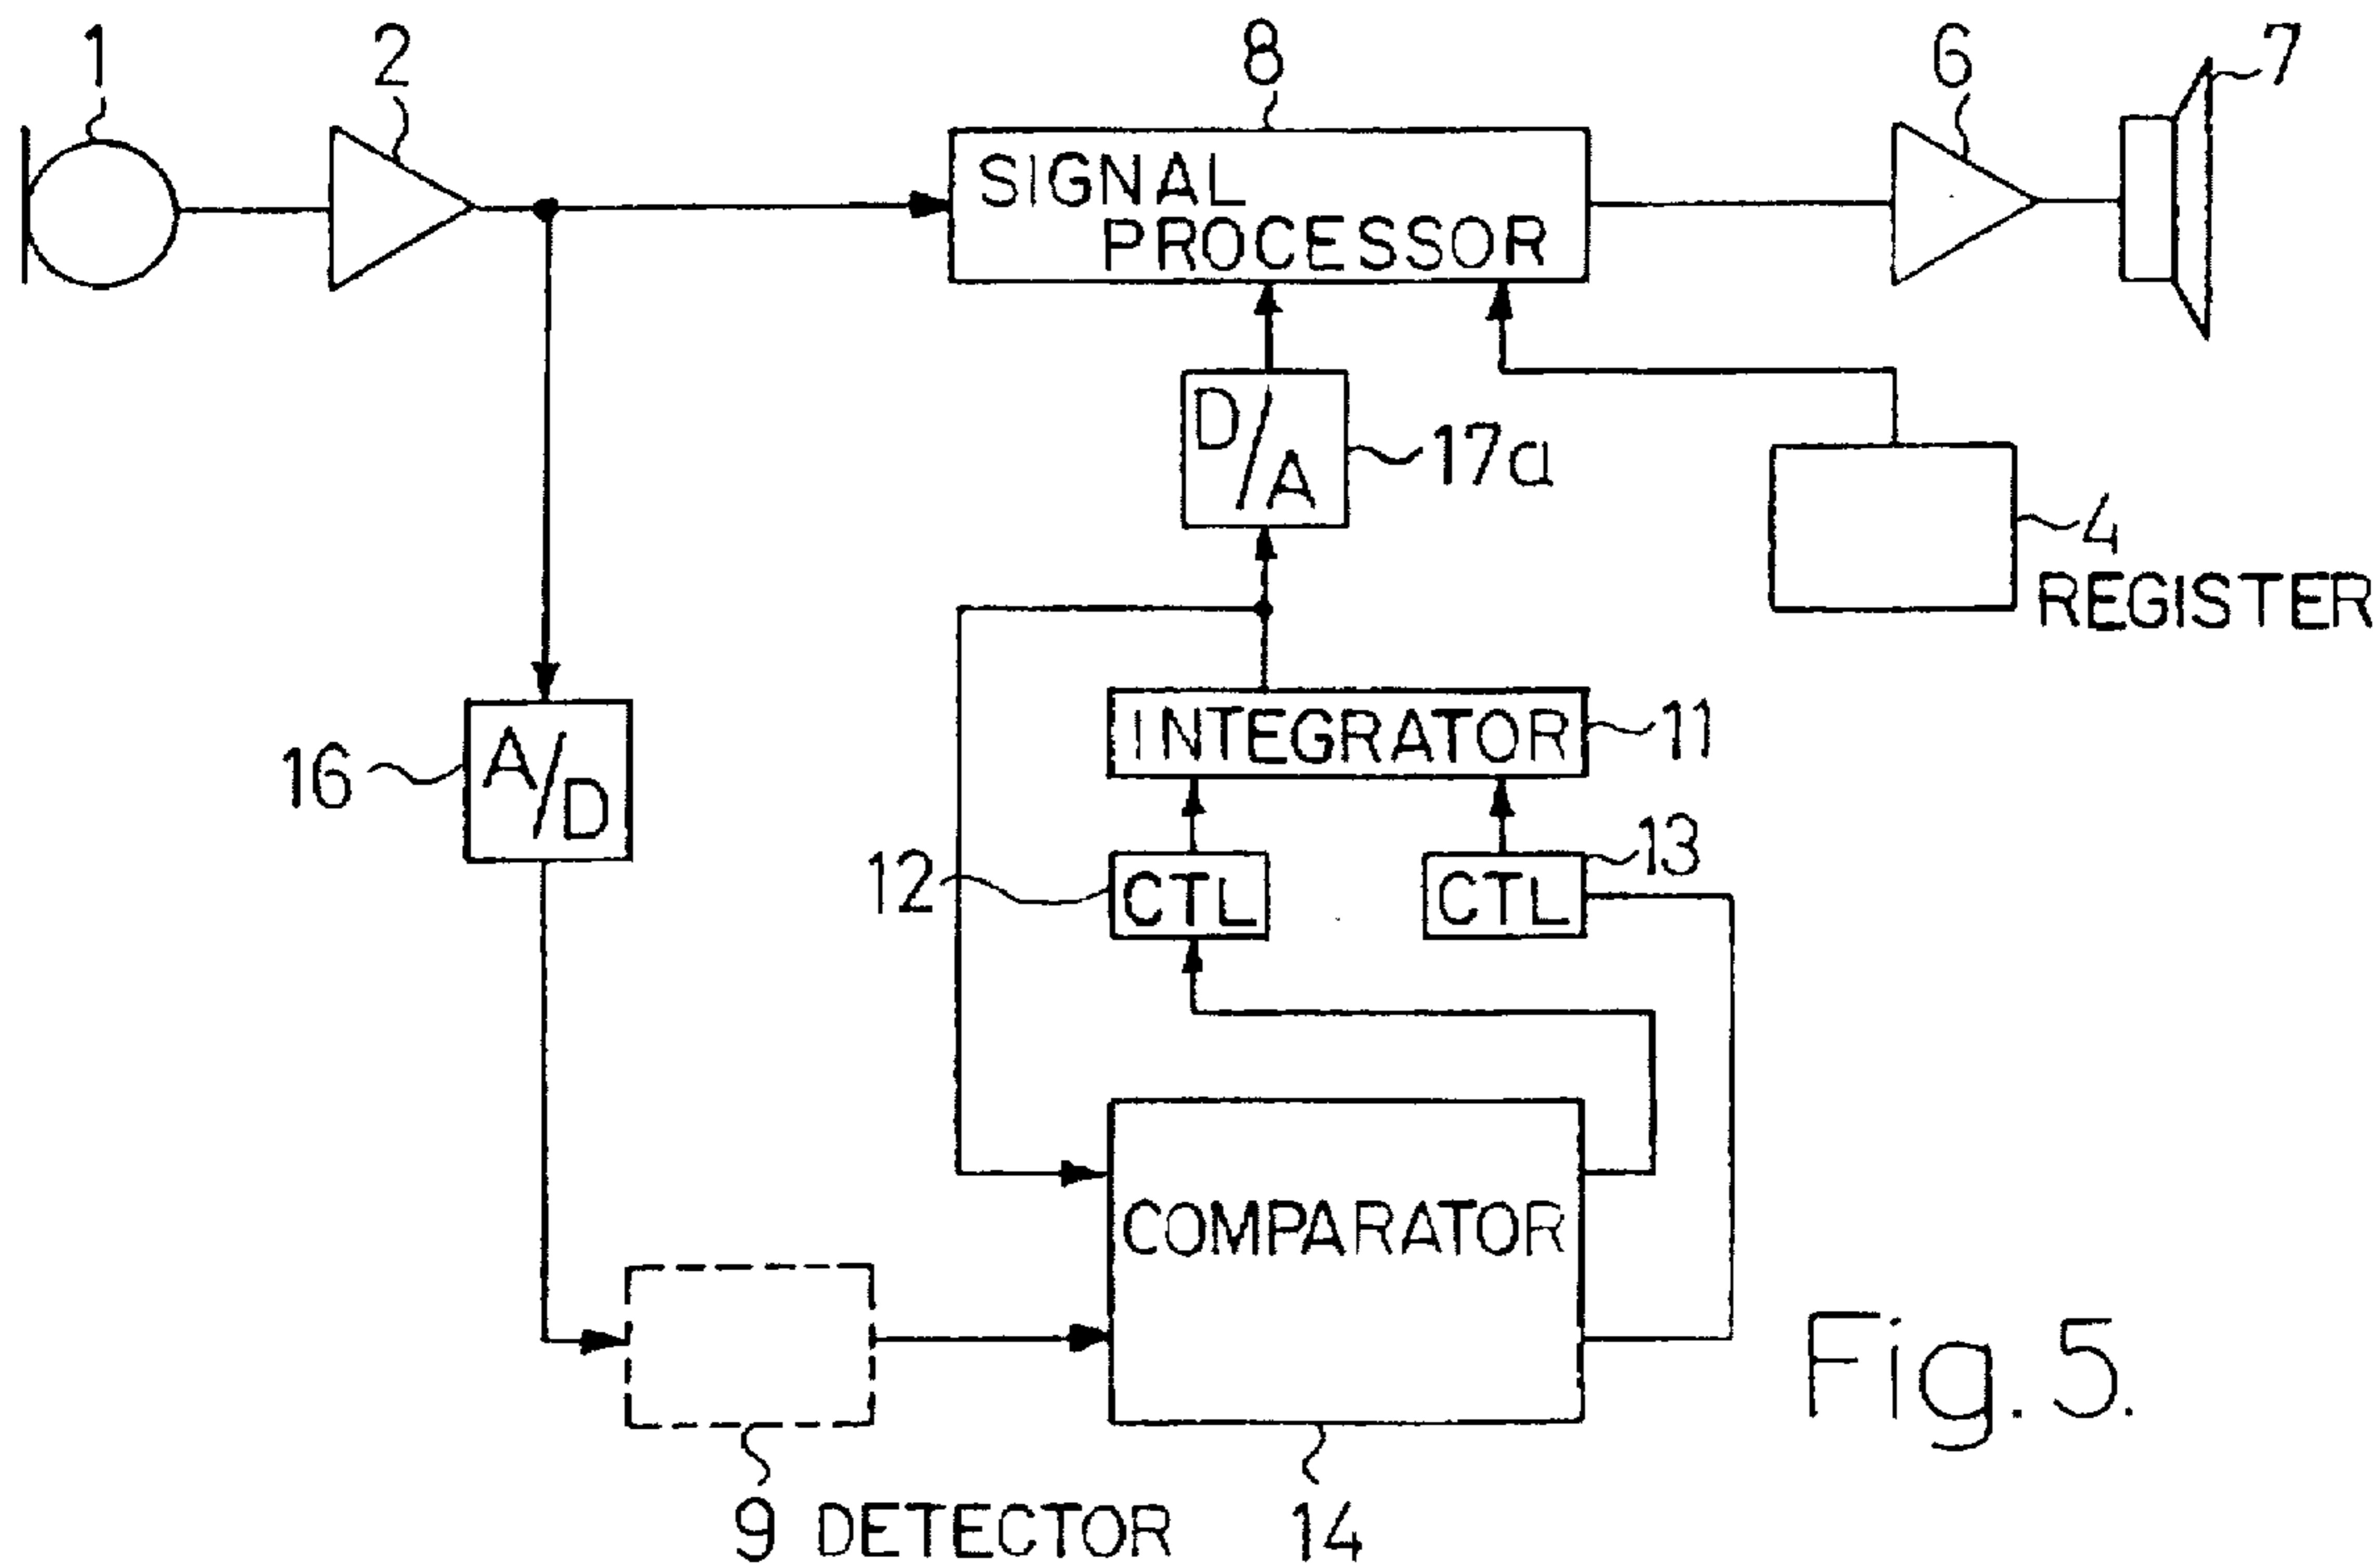 1
2
8
6
7
SIGNAL
PROCESSOR
D/A
17a
4
REGISTER
16
A/D
INTEGRATOR
11
12
CTL
CTL
13
COMPARATOR
Fig. 5.
9 DETECTOR
14